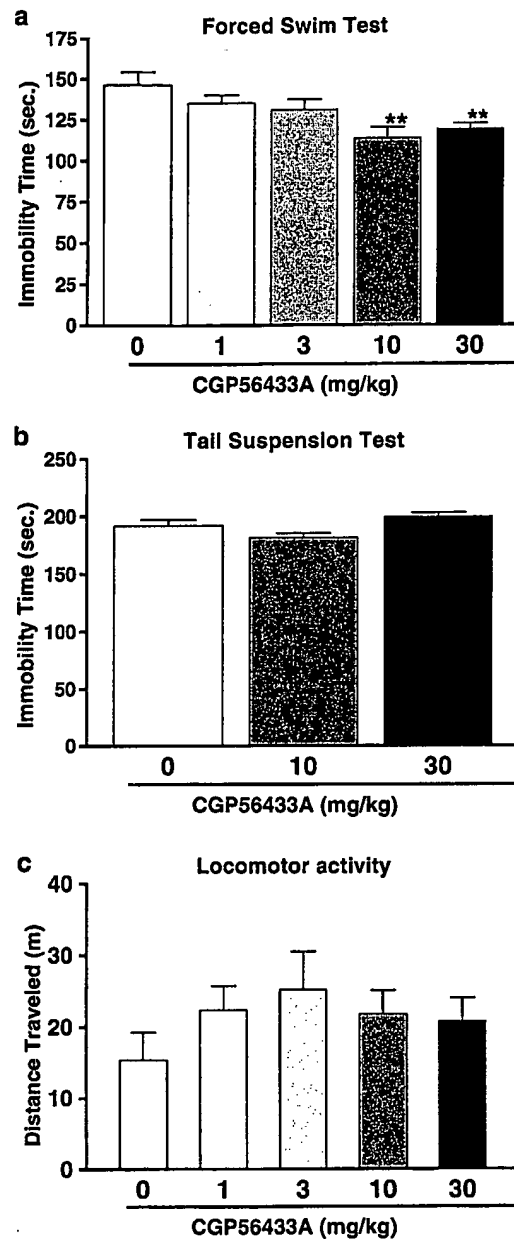 a
Forced Swim Test
Immobility Time (sec.)
175
150
125
100
75
50
25
0
** **
0 1 3 10 30
CGP56433A (mg/kg)
b
Tail Suspension Test
Immobility Time (sec.)
250
200
150
100
50
0
0 10 30
CGP56433A (mg/kg)
c
Locomotor activity
Distance Traveled (m)
40
30
20
10
0
0 1 3 10 30
CGP56433A (mg/kg)